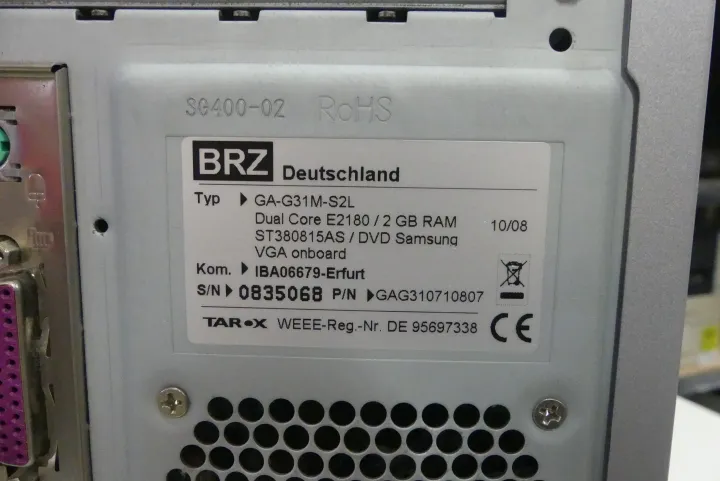 SG400-02 RoHS
BRZ Deutschland
Typ GA-G31M-S2L
Dual Core E2180 / 2 GB RAM 10/08
ST380815AS / DVD Samsung
VGA onboard
Kom. IBA06679-Erfurt
S/N 0835068 P/N GAG310710807
TAROX WEEE-Reg.-Nr. DE 95697338 CE